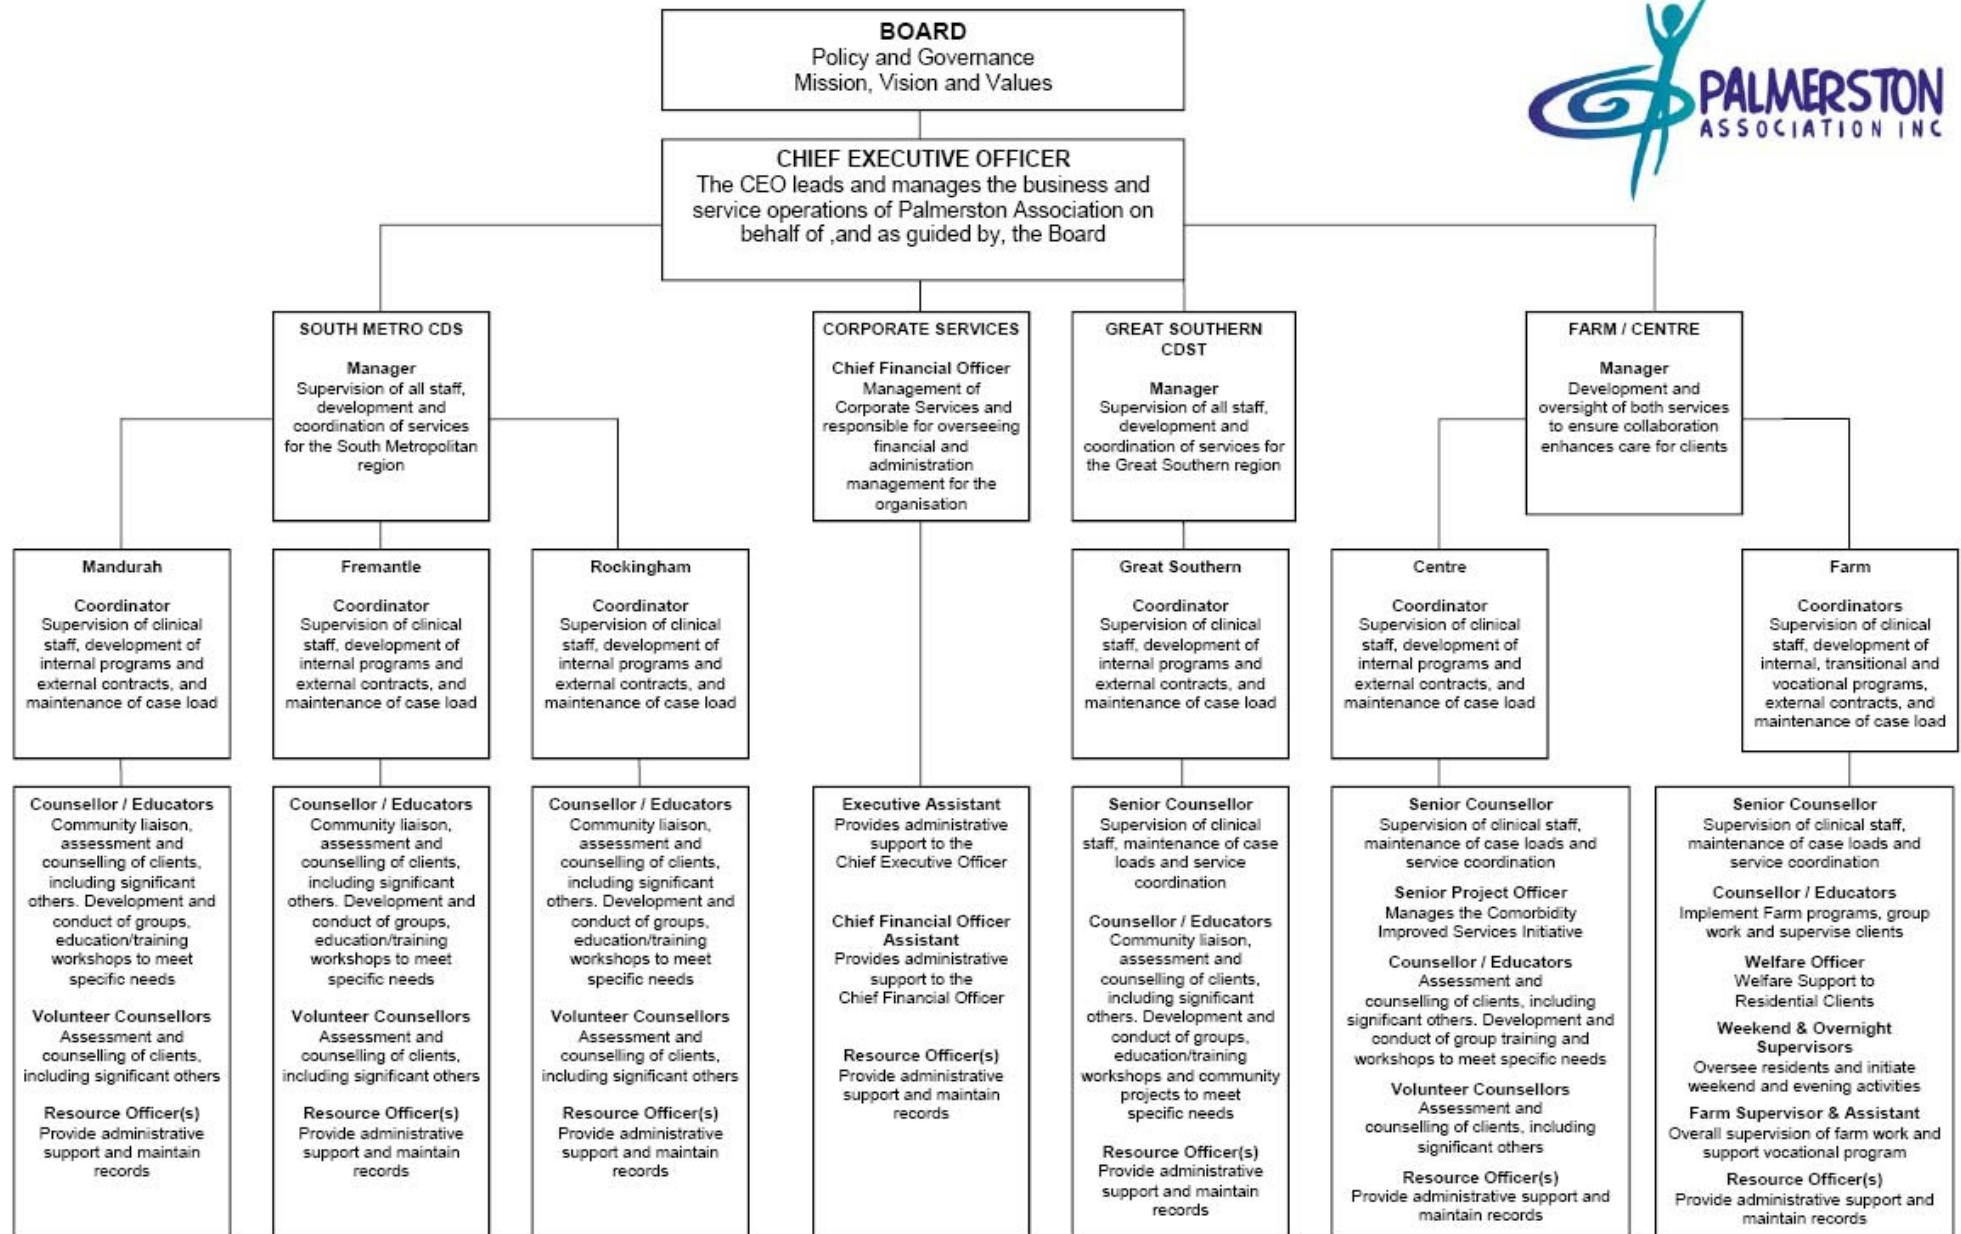 BOARD
Policy and Governance
Mission, Vision and Values
PALMERSTON
ASSOCIATION INC
CHIEF EXECUTIVE OFFICER
The CEO leads and manages the business and
service operations of Palmerston Association on
behalf of ,and as guided by, the Board
SOUTH METRO CDS
Manager
Supervision of all staff,
development and
coordination of services
for the South Metropolitan
region
CORPORATE SERVICES
Chief Financial Officer
Management of
Corporate Services and
responsible for overseeing
financial and
administration
management for the
organisation
GREAT SOUTHERN
CDST
Manager
Supervision of all staff,
development and
coordination of services for
the Great Southern region
FARM / CENTRE
Manager
Development and
oversight of both services
to ensure collaboration
enhances care for clients
Mandurah
Coordinator
Supervision of clinical
staff, development of
internal programs and
external contracts, and
maintenance of case load
Fremantle
Coordinator
Supervision of clinical
staff, development of
internal programs and
external contracts, and
maintenance of case load
Rockingham
Coordinator
Supervision of clinical
staff, development of
internal programs and
external contracts, and
maintenance of case load
Great Southern
Coordinator
Supervision of clinical
staff, development of
internal programs and
external contracts, and
maintenance of case load
Centre
Coordinator
Supervision of clinical
staff, development of
internal programs and
external contracts, and
maintenance of case load
Farm
Coordinators
Supervision of clinical
staff, development of
internal, transitional and
vocational programs,
external contracts, and
maintenance of case load
Counsellor / Educators
Community liaison,
assessment and
counselling of clients,
including significant
others. Development and
conduct of groups,
education/training
workshops to meet
specific needs
Volunteer Counsellors
Assessment and
counselling of clients,
including significant others
Resource Officer(s)
Provide administrative
support and maintain
records
Counsellor / Educators
Community liaison,
assessment and
counselling of clients,
including significant
others. Development and
conduct of groups,
education/training
workshops to meet
specific needs
Volunteer Counsellors
Assessment and
counselling of clients,
including significant others
Resource Officer(s)
Provide administrative
support and maintain
records
Counsellor / Educators
Community liaison,
assessment and
counselling of clients,
including significant
others. Development and
conduct of groups,
education/training
workshops to meet
specific needs
Volunteer Counsellors
Assessment and
counselling of clients,
including significant others
Resource Officer(s)
Provide administrative
support and maintain
records
Executive Assistant
Provides administrative
support to the
Chief Executive Officer
Chief Financial Officer
Assistant
Provides administrative
support to the
Chief Financial Officer
Resource Officer(s)
Provide administrative
support and maintain
records
Senior Counsellor
Supervision of clinical
staff, maintenance of case
loads and service
coordination
Counsellor / Educators
Community liaison,
assessment and
counselling of clients,
including significant
others. Development and
conduct of groups,
education/training
workshops and community
projects to meet
specific needs
Resource Officer(s)
Provide administrative
support and maintain
records
Senior Counsellor
Supervision of clinical staff,
maintenance of case loads and
service coordination
Senior Project Officer
Manages the Comorbidity
Improved Services Initiative
Counsellor / Educators
Assessment and
counselling of clients, including
significant others. Development and
conduct of group training and
workshops to meet specific needs
Volunteer Counsellors
Assessment and
counselling of clients, including
significant others
Resource Officer(s)
Provide administrative support and
maintain records
Senior Counsellor
Supervision of clinical staff,
maintenance of case loads and
service coordination
Counsellor / Educators
Implement Farm programs, group
work and supervise clients
Welfare Officer
Welfare Support to
Residential Clients
Weekend & Overnight
Supervisors
Oversee residents and initiate
weekend and evening activities
Farm Supervisor & Assistant
Overall supervision of farm work and
support vocational program
Resource Officer(s)
Provide administrative support and
maintain records